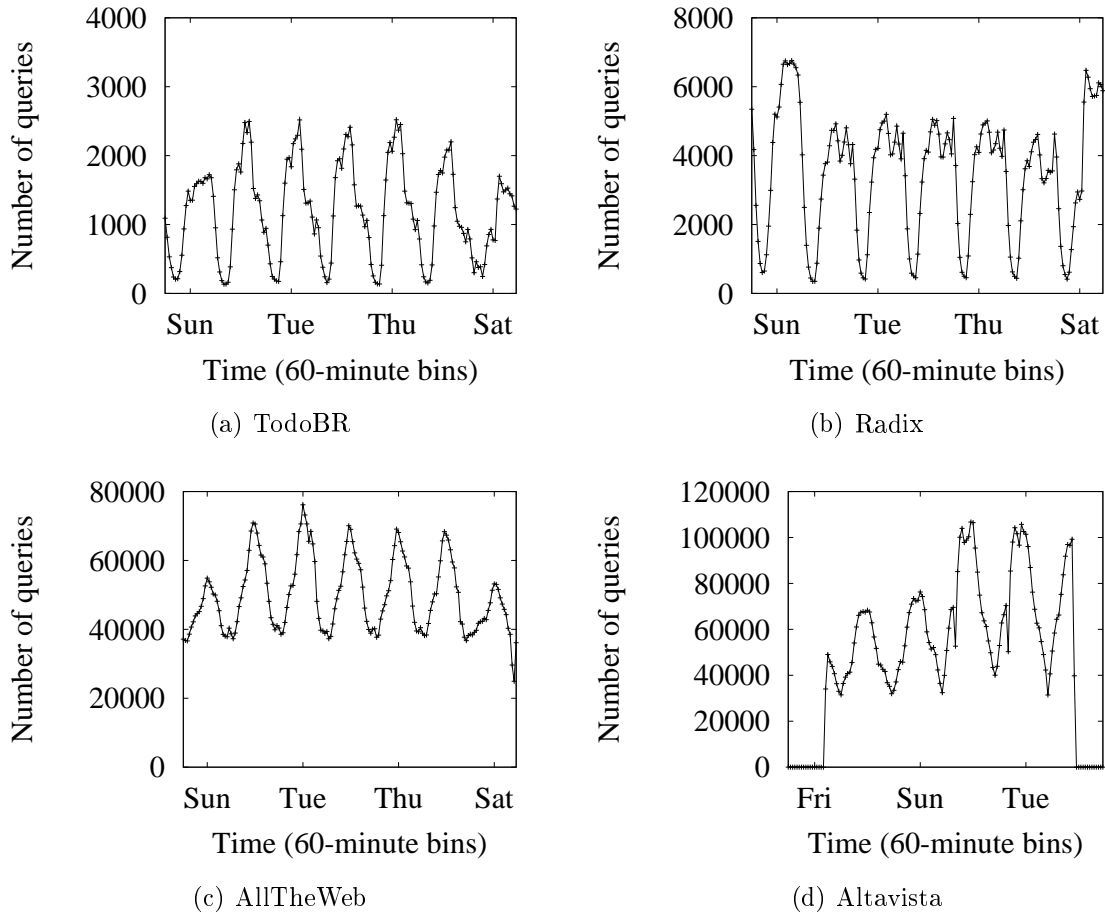 Number of queries
4000
3000
2000
1000
0
Sun Tue Thu Sat
Time (60-minute bins)
(a) TodoBR
Number of queries
8000
6000
4000
2000
0
Sun Tue Thu Sat
Time (60-minute bins)
(b) Radix
Number of queries
80000
60000
40000
20000
0
Sun Tue Thu Sat
Time (60-minute bins)
(c) AllTheWeb
Number of queries
120000
100000
80000
60000
40000
20000
0
Fri Sun Tue
Time (60-minute bins)
(d) Altavista